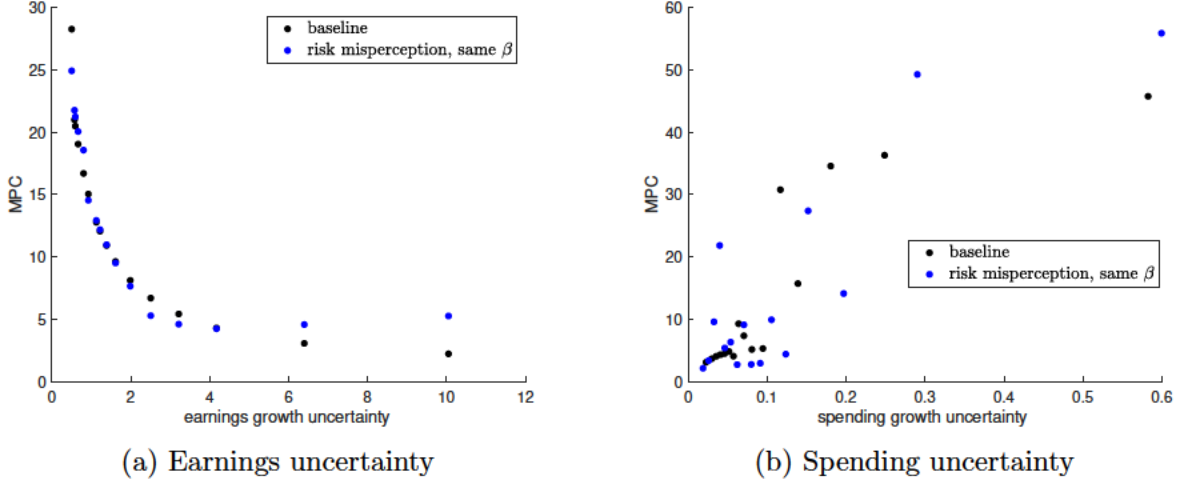 30
25
20
15
10
5
0
MPC
baseline
risk misperception, same β
0 2 4 6 8 10 12
earnings growth uncertainty
(a) Earnings uncertainty
60
50
40
30
20
10
0
MPC
baseline
risk misperception, same β
0 0.1 0.2 0.3 0.4 0.5 0.6
spending growth uncertainty
(b) Spending uncertainty